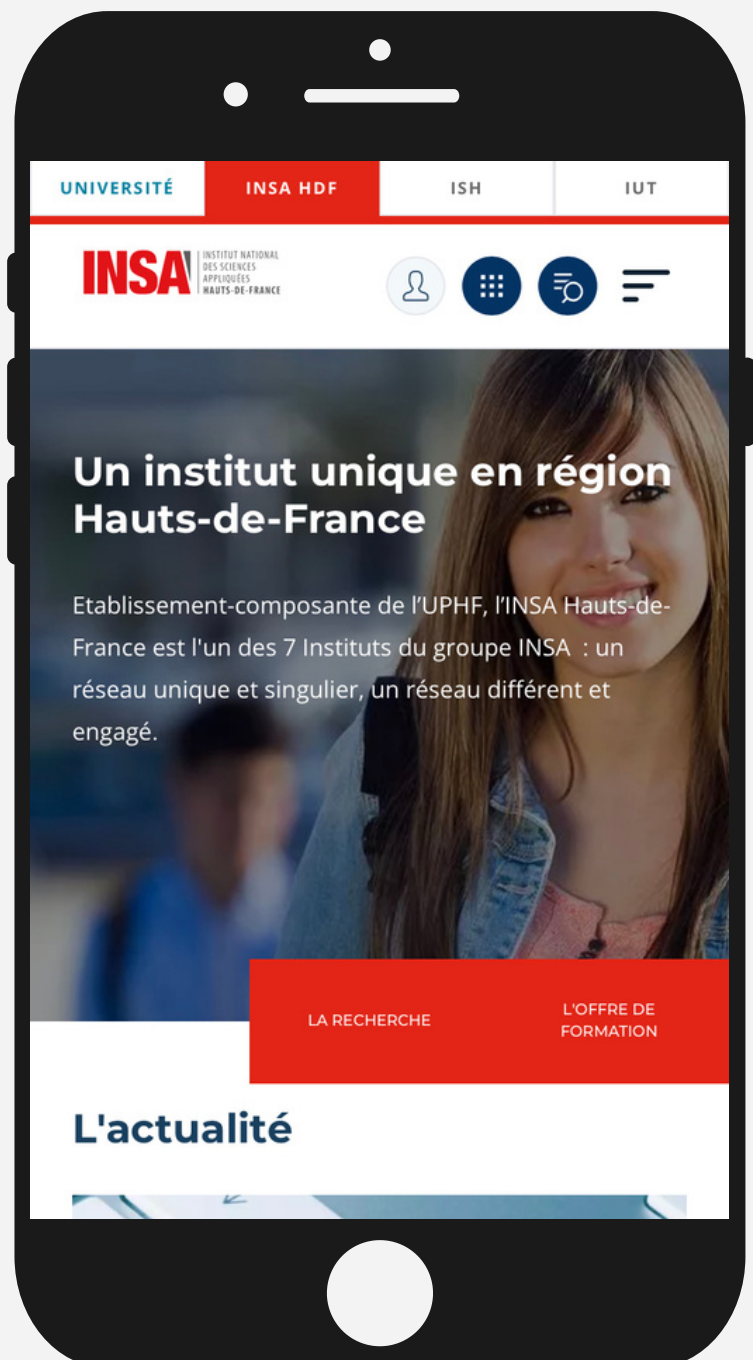 UNIVERSITÉ
INSA HDF
ISH
IUT
INSA
INSTITUT NATIONAL
DES SCIENCES
APPLIQUÉES
HAUTS-DE-FRANCE
Un institut unique en région
Hauts-de-France
Etablissement-composante de l’UPHF, l’INSA Hauts-de-
France est l'un des 7 Instituts du groupe INSA  : un
réseau unique et singulier, un réseau différent et
engagé.
LA RECHERCHE
L'OFFRE DE
FORMATION
L'actualité